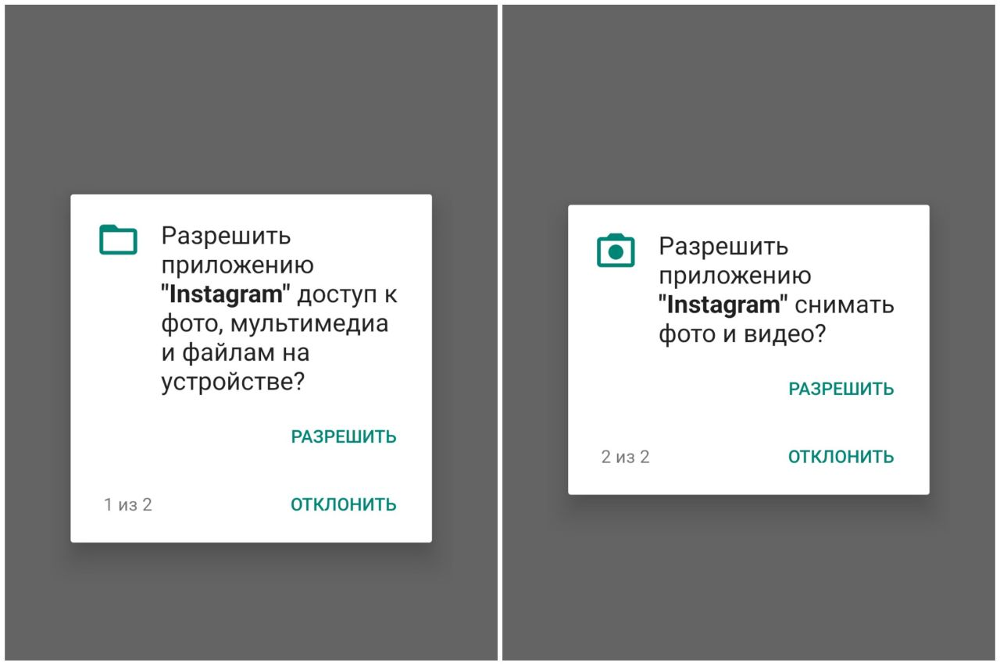 Разрешить
приложению
"Instagram" доступ к
фото, мультимедиа
и файлам на
устройстве?
РАЗРЕШИТЬ
1 из 2
ОТКЛОНИТЬ
Разрешить
приложению
"Instagram" снимать
фото и видео?
РАЗРЕШИТЬ
2 из 2
ОТКЛОНИТЬ